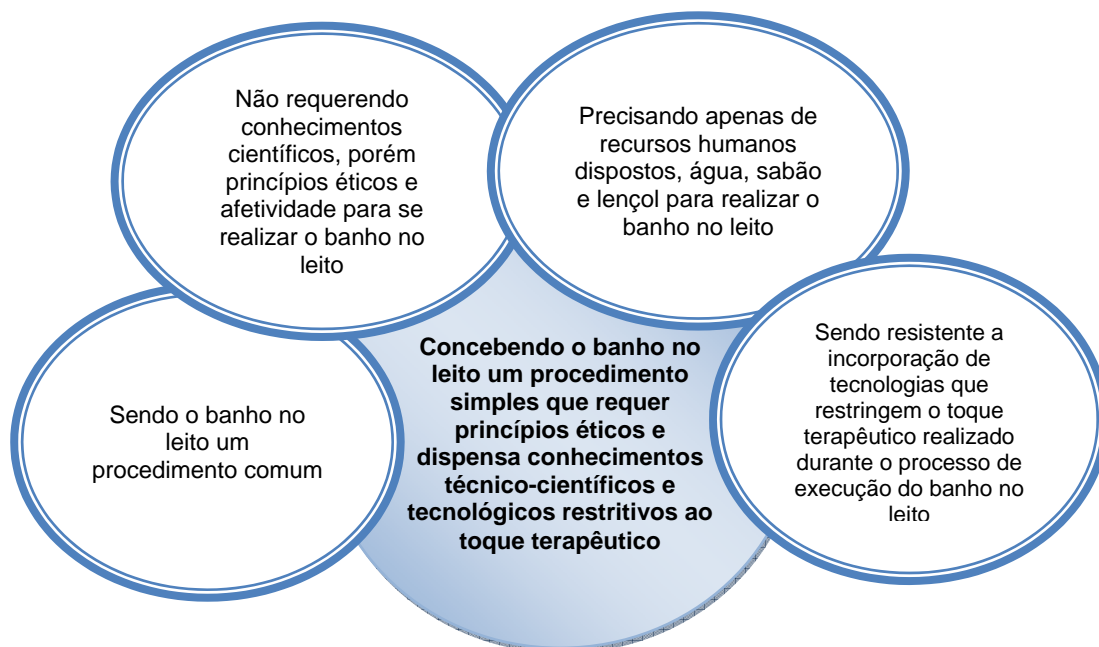 Não requerendo
conhecimentos
científicos, porém
princípios éticos e
afetividade para se
realizar o banho no
leito
Precisando apenas de
recursos humanos
dispostos, água, sabão
e lençol para realizar o
banho no leito
Sendo o banho no
leito um
procedimento comum
Concebendo o banho no
leito um procedimento
simples que requer
princípios éticos e
dispensa conhecimentos
técnico-científicos e
tecnológicos restritivos ao
toque terapêutico
Sendo resistente a
incorporação de
tecnologias que
restringem o toque
terapêutico realizado
durante o processo de
execução do banho no
leito